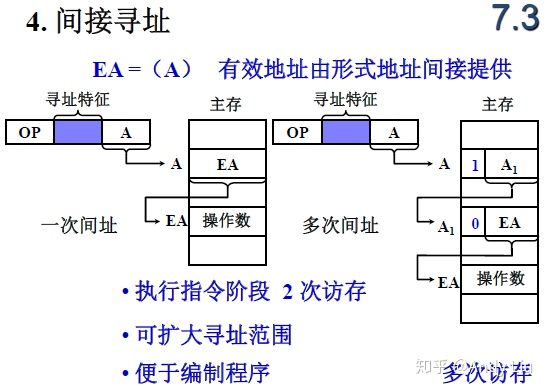 4. 间接寻址
7.3
EA =（A） 有效地址由形式地址间接提供
寻址特征 主存 寻址特征 主存
OP A OP A
A EA A 1 A1
一次间址 EA 操作数 多次间址 A1 0 EA
EA 操作数
• 执行指令阶段 2 次访存
• 可扩大寻址范围
• 便于编制程序 多次访存
知乎